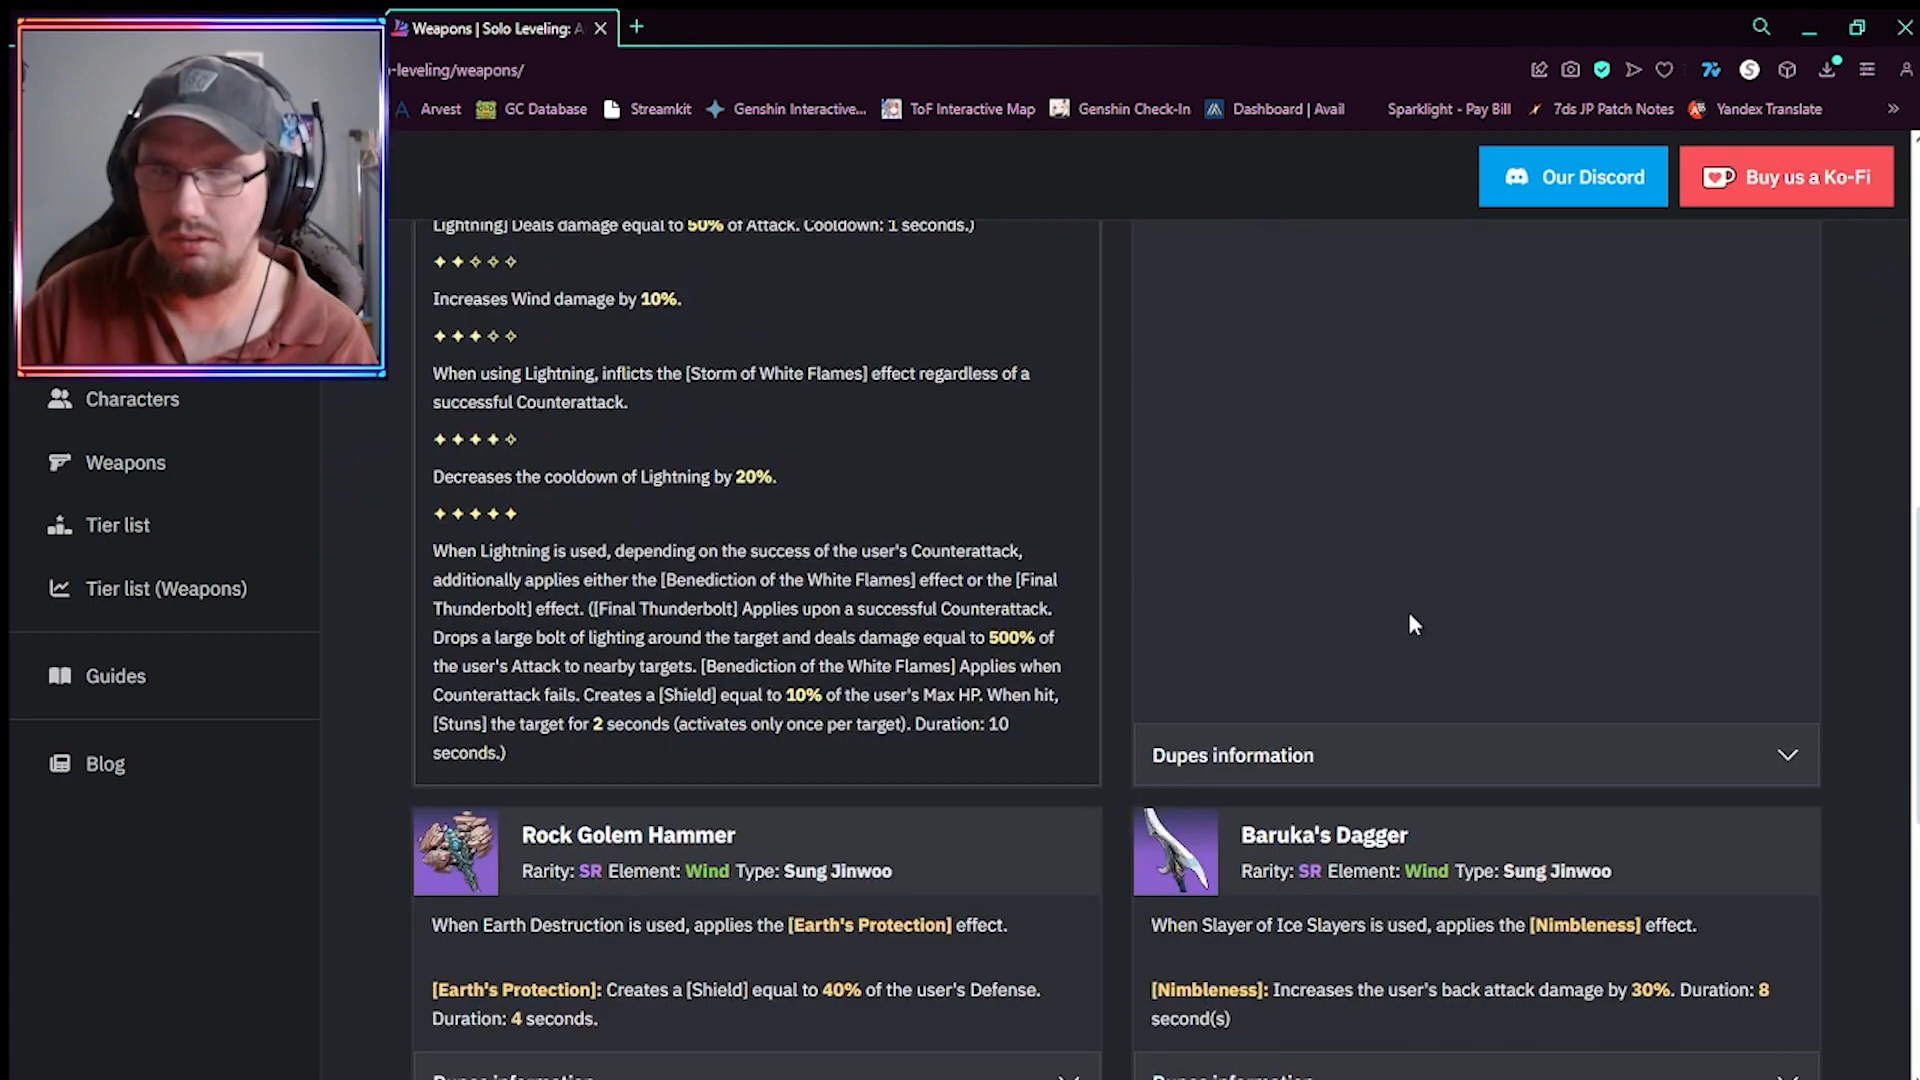 Weapons | Solo Leveling: A
-leveling/weapons/
Arvest GC Database Streamkit Genshin Interactive... ToF Interactive Map Genshin Check-In Dashboard | Avail Sparklight - Pay Bill 7ds JP Patch Notes Yandex Translate »
Our Discord Buy us a Ko-Fi
Characters
Weapons
Tier list
Tier list (Weapons)
Guides
Blog
Lightning] Deals damage equal to 50% of Attack. Cooldown: 1 seconds.)
Increases Wind damage by 10%.
When using Lightning, inflicts the [Storm of White Flames] effect regardless of a
successful Counterattack.
Decreases the cooldown of Lightning by 20%.
When Lightning is used, depending on the success of the user's Counterattack,
additionally applies either the [Benediction of the White Flames] effect or the [Final
Thunderbolt] effect. ([Final Thunderbolt] Applies upon a successful Counterattack.
Drops a large bolt of lighting around the target and deals damage equal to 500% of
the user's Attack to nearby targets. [Benediction of the White Flames] Applies when
Counterattack fails. Creates a [Shield] equal to 10% of the user's Max HP. When hit,
[Stuns] the target for 2 seconds (activates only once per target). Duration: 10
seconds.)
Dupes information
Rock Golem Hammer
Rarity: SR Element: Wind Type: Sung Jinwoo
When Earth Destruction is used, applies the [Earth's Protection] effect.
[Earth's Protection]: Creates a [Shield] equal to 40% of the user's Defense.
Duration: 4 seconds.
Dupes information
Baruka's Dagger
Rarity: SR Element: Wind Type: Sung Jinwoo
When Slayer of Ice Slayers is used, applies the [Nimbleness] effect.
[Nimbleness]: Increases the user's back attack damage by 30%. Duration: 8
second(s)
Dupes information